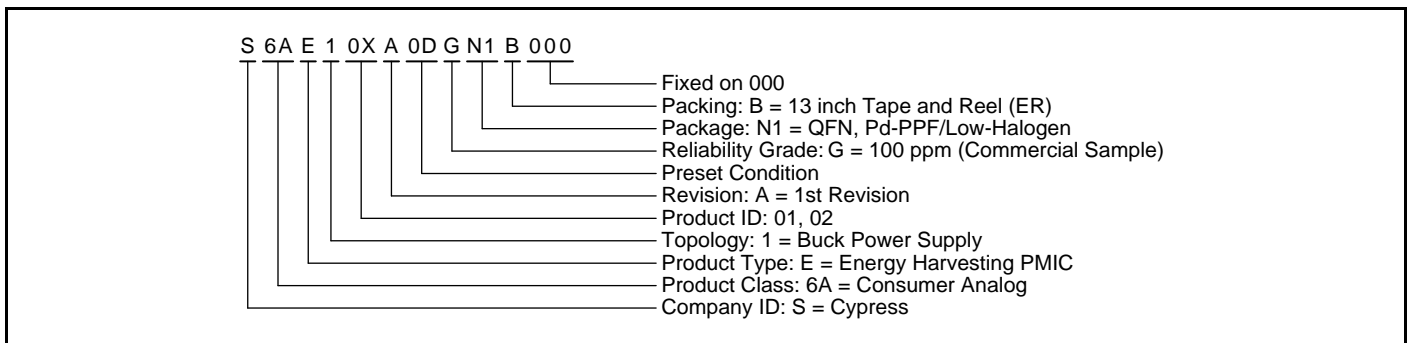 S 6A E 1 0X A 0D G N1 B 000
Fixed on 000
Packing: B = 13 inch Tape and Reel (ER)
Package: N1 = QFN, Pd-PPF/Low-Halogen
Reliability Grade: G = 100 ppm (Commercial Sample)
Preset Condition
Revision: A = 1st Revision
Product ID: 01, 02
Topology: 1 = Buck Power Supply
Product Type: E = Energy Harvesting PMIC
Product Class: 6A = Consumer Analog
Company ID: S = Cypress